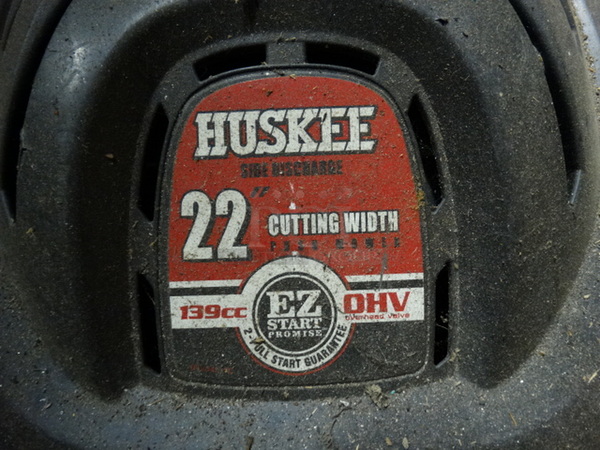 HUSKEE
SIDE DISCHARGE
22"
CUTTING WIDTH
139cc
EZ
START
PROMISE
OHV
overhead valve
2-PULL START GUARANTEE